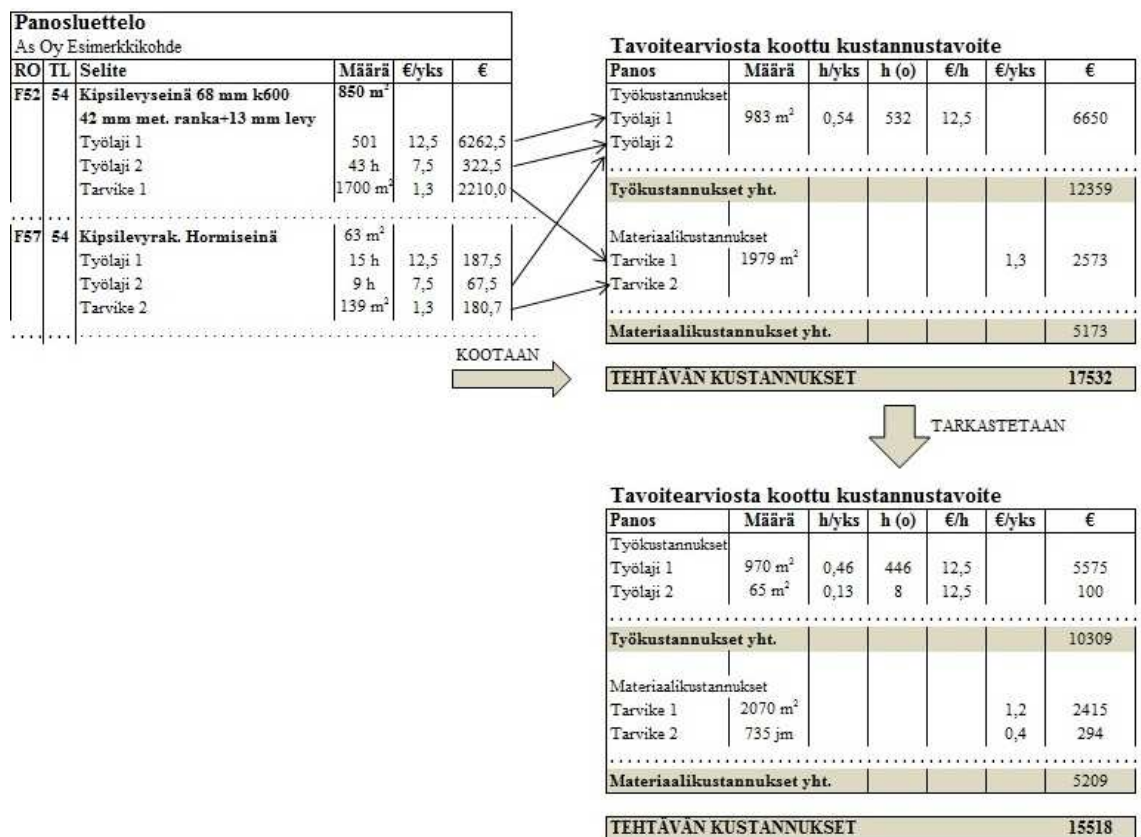 Panosluettelo
As Oy Esimerkkikohde
RO TL Selite Määrä €/yks €
F52 54 Kipsilevyseinä 68 mm k600 850 m²
42 mm met. ranka+13 mm levy
Työlaji 1 501 12,5 6262,5
Työlaji 2 43 h 7,5 322,5
Tarvike 1 1700 m² 1,3 2210,0
F57 54 Kipsilevyrak. Hormiseinä 63 m²
Työlaji 1 15 h 12,5 187,5
Työlaji 2 9 h 7,5 67,5
Tarvike 2 139 m² 1,3 180,7
KOOTAAN
Tavoitearviosta koottu kustannustavoite
Panos Määrä h/yks h (o) €/h €/yks €
Työkustannukset
Työlaji 1 983 m² 0,54 532 12,5 6650
Työlaji 2
Työkustannukset yht. 12359
Materiaalikustannukset
Tarvike 1 1979 m² 1,3 2573
Tarvike 2
Materiaalikustannukset yht. 5173
TEHTÄVÄN KUSTANNUKSET 17532
TARKASTETAAN
Tavoitearviosta koottu kustannustavoite
Panos Määrä h/yks h (o) €/h €/yks €
Työkustannukset
Työlaji 1 970 m² 0,46 446 12,5 5575
Työlaji 2 65 m² 0,13 8 12,5 100
Työkustannukset yht. 10309
Materiaalikustannukset
Tarvike 1 2070 m² 1,2 2415
Tarvike 2 735 jm 0,4 294
Materiaalikustannukset yht. 5209
TEHTÄVÄN KUSTANNUKSET 15518